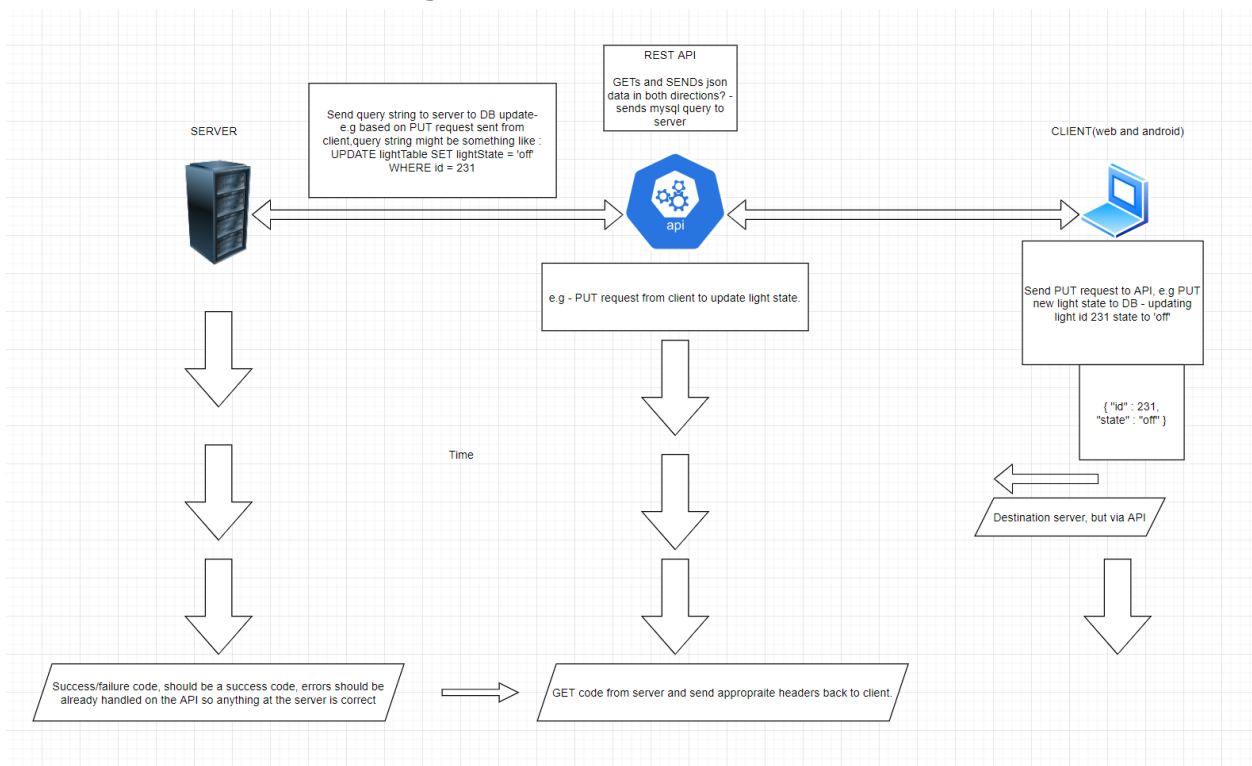 REST API
GETs and SENDs json
data in both directions? -
sends mysql query to
server
Send query string to server to DB update-
e.g based on PUT request sent from
client,query string might be something like :
UPDATE lightTable SET lightState = 'off'
WHERE id = 231
SERVER
CLIENT(web and android)
api
e.g - PUT request from client to update light state.
Send PUT request to API, e.g PUT
new light state to DB - updating
light id 231 state to 'off'
{ "id" : 231,
"state" : "off" }
Time
Destination server, but via API
Success/failure code, should be a success code, errors should be
already handled on the API so anything at the server is correct
GET code from server and send appropraite headers back to client.